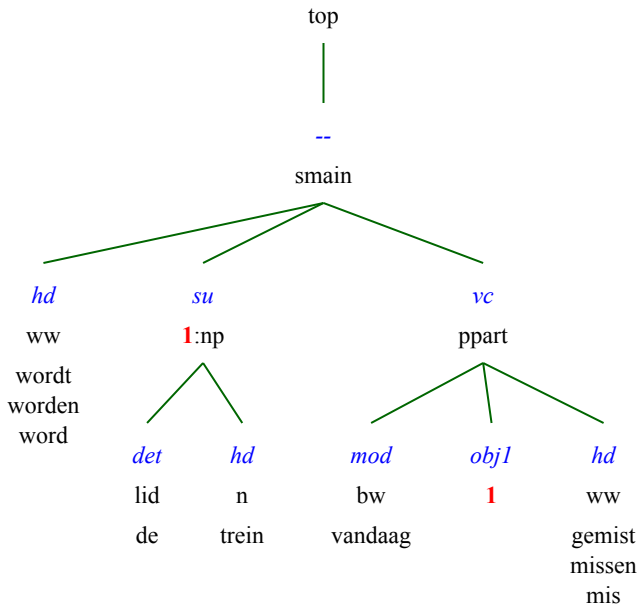 top
--
smain
hd su vc
ww 1:np ppart
wordt
worden
word
det hd mod obj1 hd
lid n bw 1 ww
de trein vandaag gemist
missen
mis